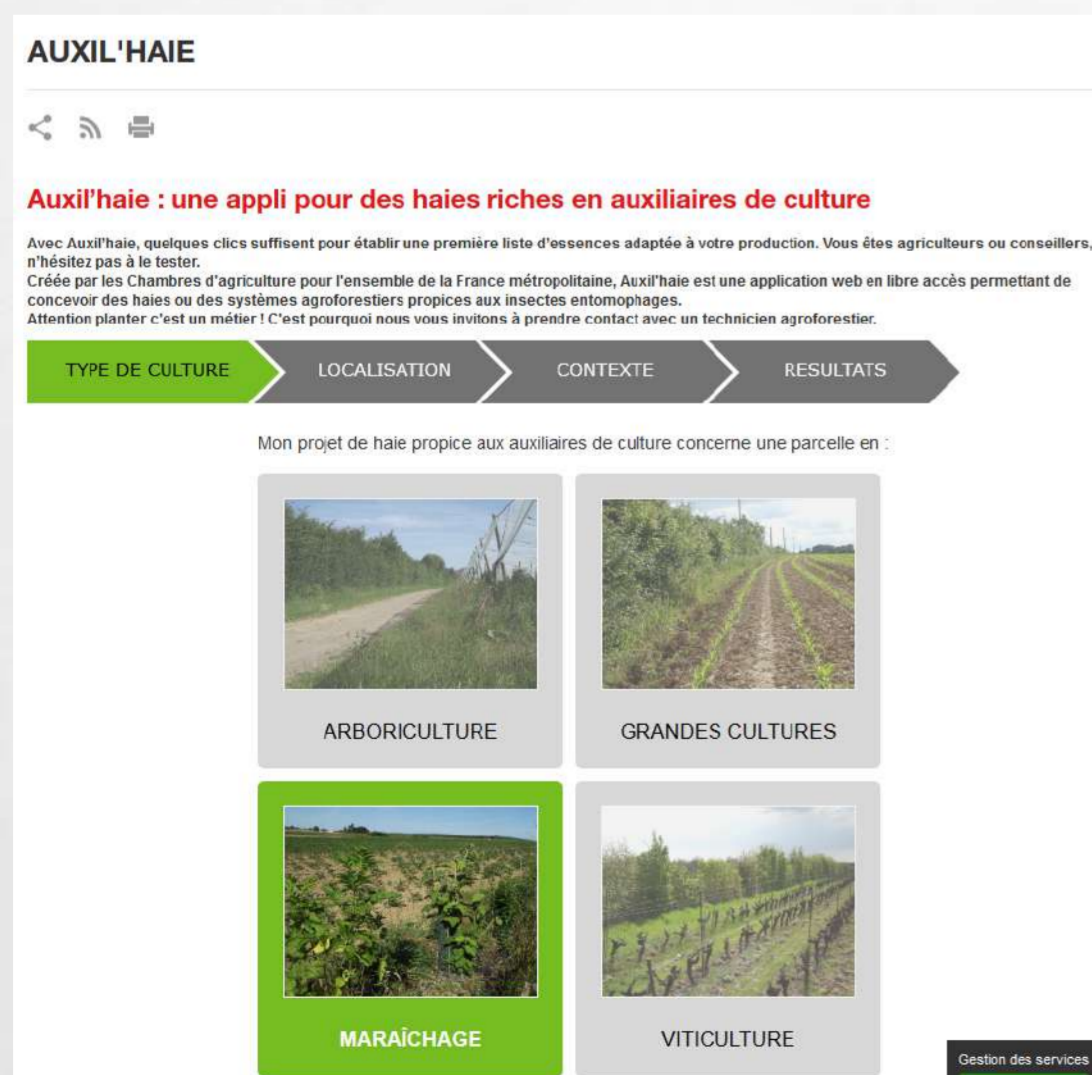 AUXIL'HAIE
Auxil'haie : une appli pour des haies riches en auxiliaires de culture
Avec Auxil'haie, quelques clics suffisent pour établir une première liste d'essences adaptée à votre production. Vous êtes agriculteurs ou conseillers,
n'hésitez pas à le tester.
Créée par les Chambres d'agriculture pour l'ensemble de la France métropolitaine, Auxil'haie est une application web en libre accès permettant de
concevoir des haies ou des systèmes agroforestiers propices aux insectes entomophages.
Attention planter c'est un métier ! C'est pourquoi nous vous invitons à prendre contact avec un technicien agroforestier.
TYPE DE CULTURE LOCALISATION CONTEXTE RESULTATS
Mon projet de haie propice aux auxiliaires de culture concerne une parcelle en :
ARBORICULTURE GRANDES CULTURES
MARAÎCHAGE VITICULTURE
Gestion des services